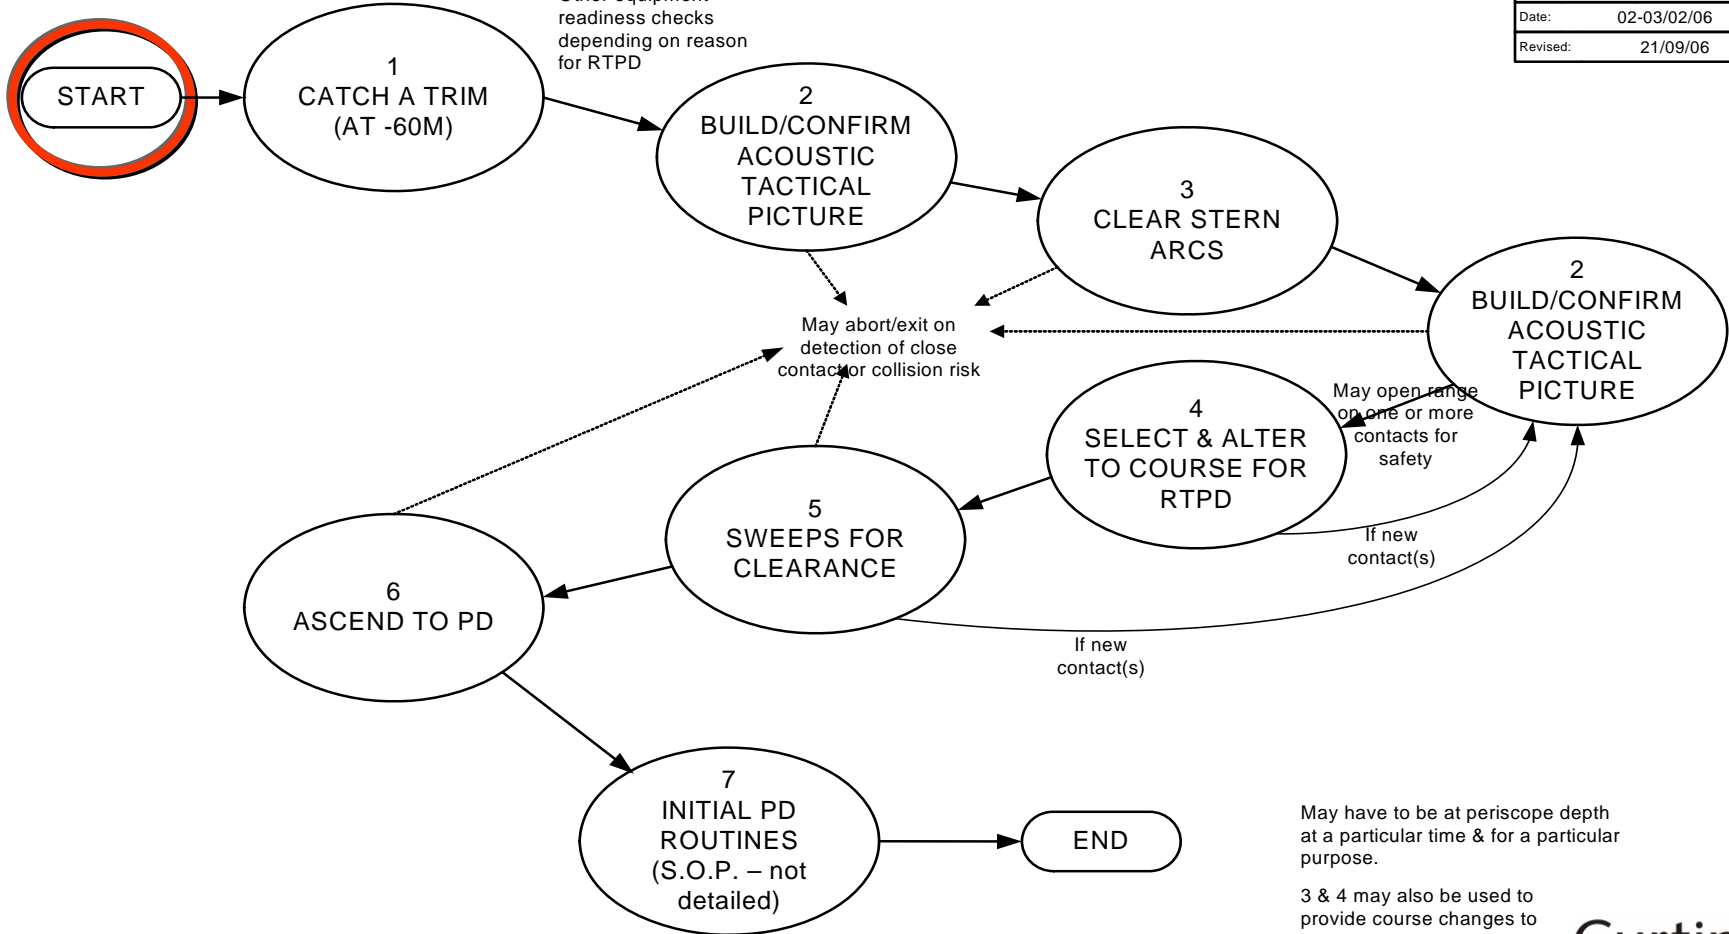 Other equipment
readiness checks
depending on reason
for RTPD
Date: 02-03/02/06
Revised: 21/09/06
START
1
CATCH A TRIM
(AT -60M)
2
BUILD/CONFIRM
ACOUSTIC
TACTICAL
PICTURE
3
CLEAR STERN
ARCS
2
BUILD/CONFIRM
ACOUSTIC
TACTICAL
PICTURE
May abort/exit on
detection of close
contact or collision risk
May open range
on one or more
contacts for
safety
4
SELECT & ALTER
TO COURSE FOR
RTPD
If new
contact(s)
5
SWEEPS FOR
CLEARANCE
If new
contact(s)
6
ASCEND TO PD
7
INITIAL PD
ROUTINES
(S.O.P. – not
detailed)
END
May have to be at periscope depth
at a particular time & for a particular
purpose.
3 & 4 may also be used to
provide course changes to
Curtin